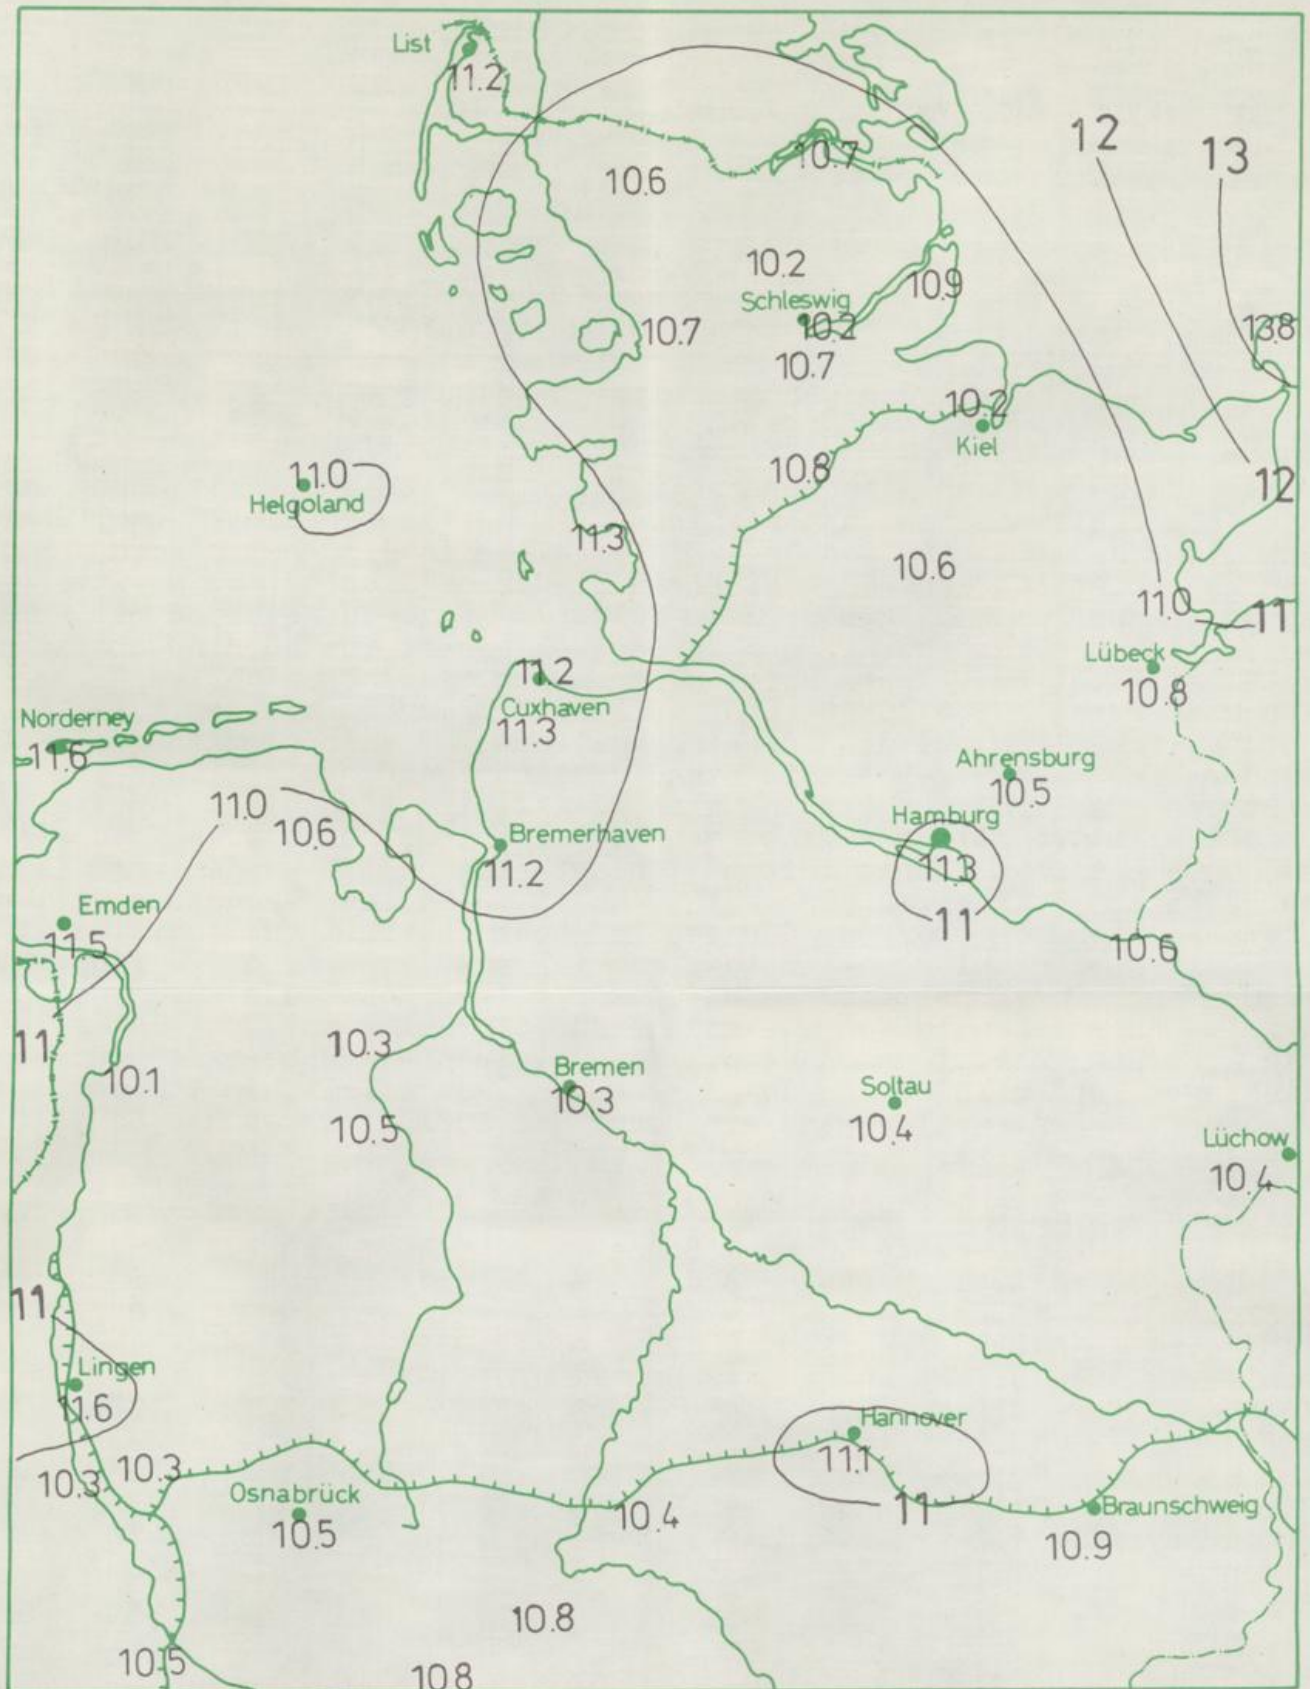 List
11.2
12
13
10.7
10.6
10.2
10.9
Schleswig
10.2
10.7
13.8
10.7
10.2
Kiel
11.0
Helgoland
10.8
12
11.3
10.6
11.0
11
Lübeck
10.8
11.2
Cuxhaven
11.3
Norderney
11.6
Ahrensburg
10.5
11.0
10.6
Hamburg
11.3
11
Bremerhaven
11.2
Emden
11.5
10.6
11
10.3
10.1
Bremen
10.3
Soltau
10.4
10.5
Lüchow
10.4
11
Lingen
11.6
Hannover
11.1
10.3
10.3
Osnabrück
10.5
10.4
11
Braunschweig
10.9
10.8
10.5
10.8